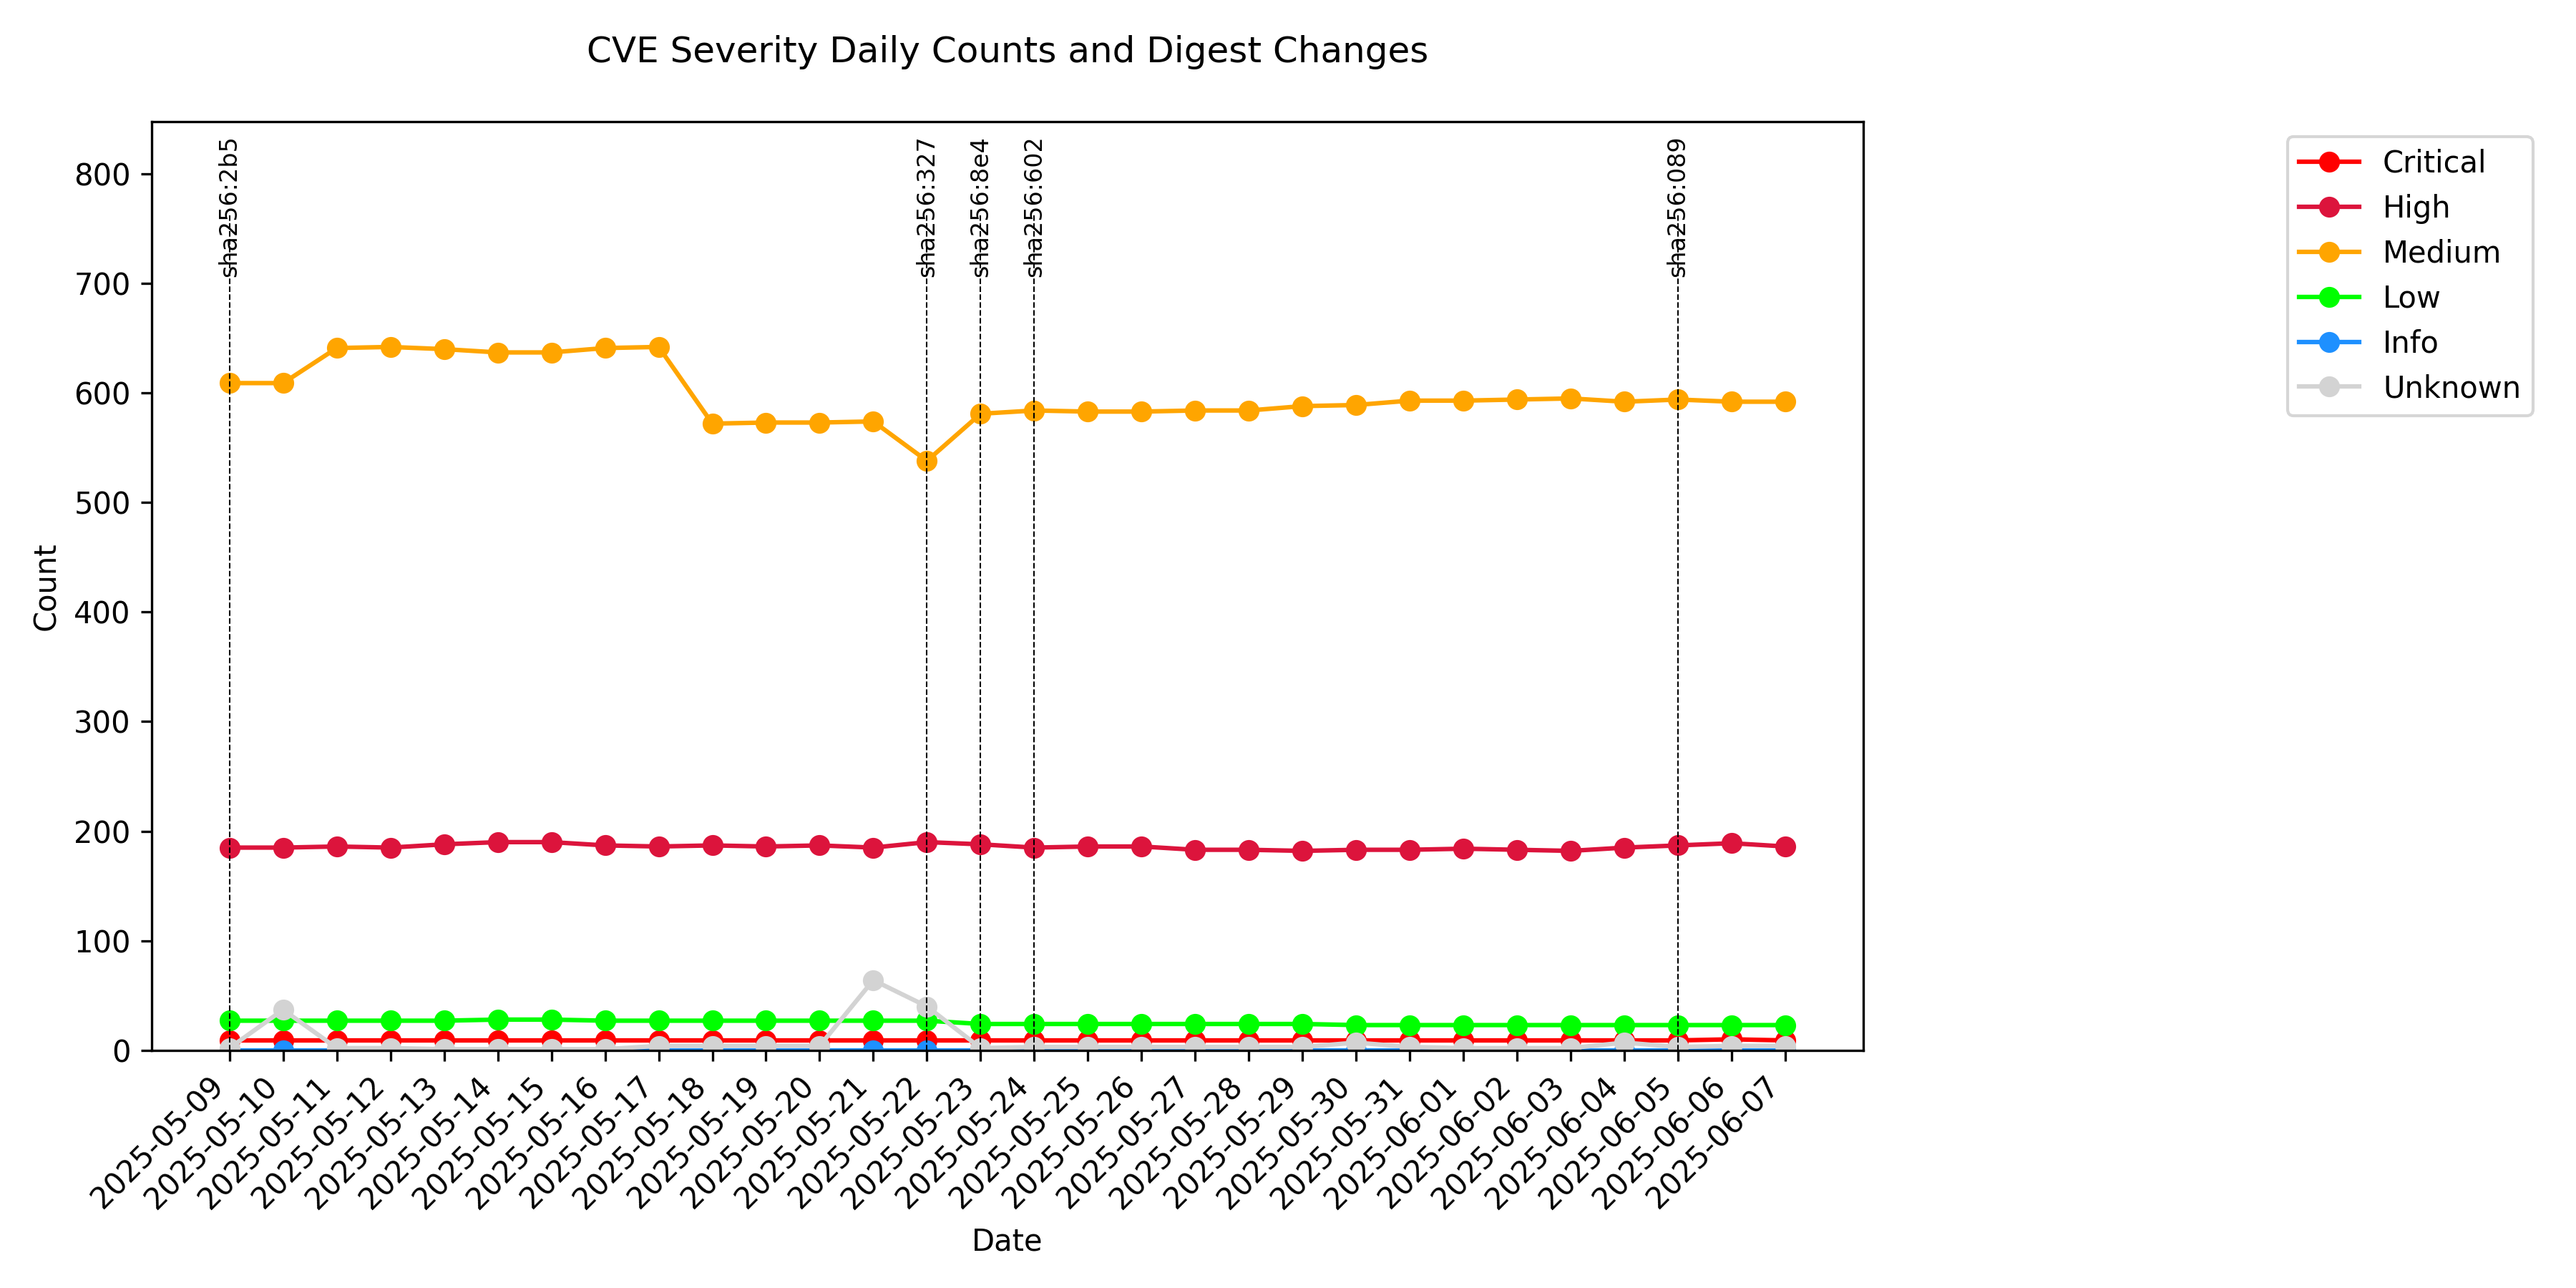 CVE Severity Daily Counts and Digest Changes
sha256:2b5
sha256:327
sha256:8e4
sha256:602
sha256:089
Critical
High
Medium
Low
Info
Unknown
Count
800
700
600
500
400
300
200
100
0
2025-05-09
2025-05-10
2025-05-11
2025-05-12
2025-05-13
2025-05-14
2025-05-15
2025-05-16
2025-05-17
2025-05-18
2025-05-19
2025-05-20
2025-05-21
2025-05-22
2025-05-23
2025-05-24
2025-05-25
2025-05-26
2025-05-27
2025-05-28
2025-05-29
2025-05-30
2025-05-31
2025-06-01
2025-06-02
2025-06-03
2025-06-04
2025-06-05
2025-06-06
2025-06-07
Date